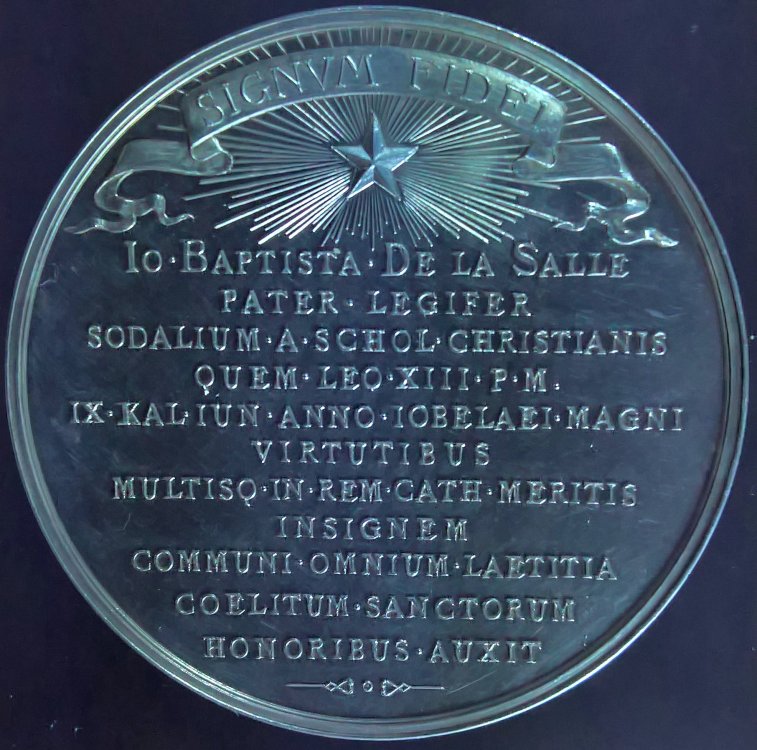 SIGNVM FIDEI
IO·BAPTISTA·DE LA SALLE
PATER·LEGIFER
SODALIUM·A·SCHOL·CHRISTIANIS
QUEM·LEO·XIII·P·M·
IX·KAL·IUN·ANNO·IOBELAEI·MAGNI
VIRTUTIBUS
MULTISQ·IN·REM·CATH·MERITIS
INSIGNEM
COMMUNI·OMNIUM·LAETITIA
COELITUM·SANCTORUM
HONORIBUS·AUXIT